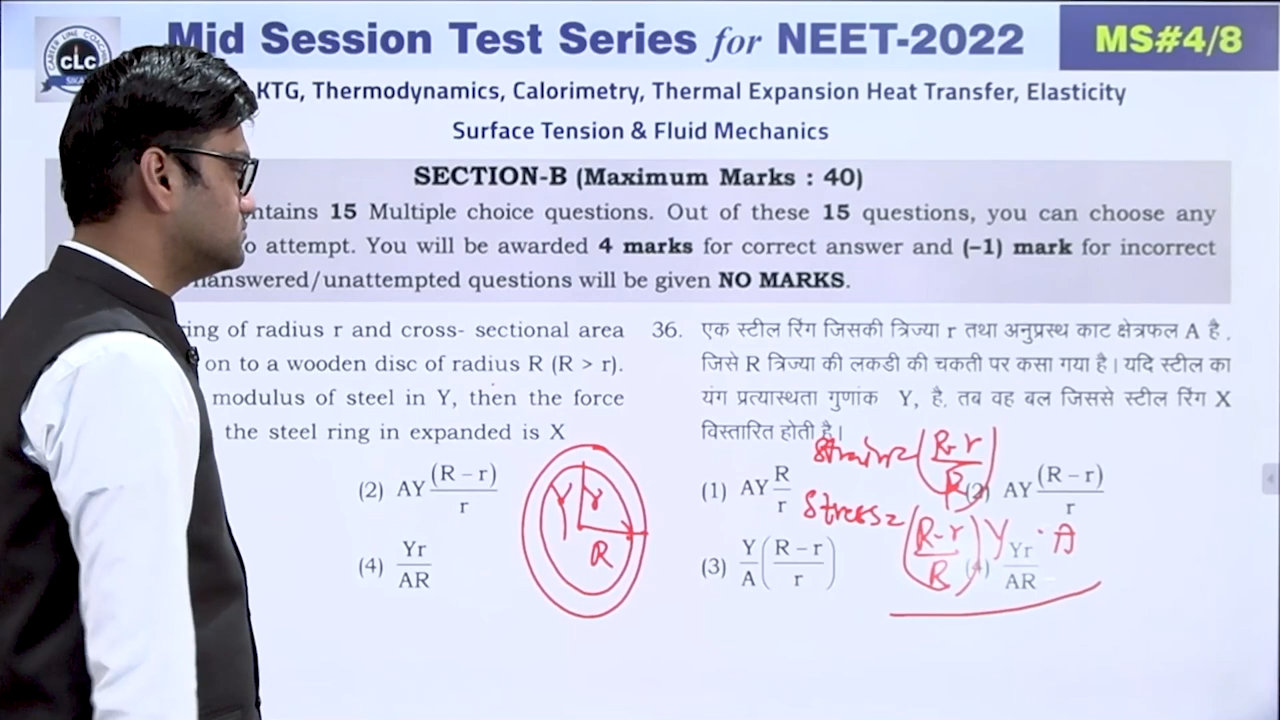 Mid Session Test Series for NEET-2022
MS#4/8
CLC
KTG, Thermodynamics, Calorimetry, Thermal Expansion Heat Transfer, Elasticity
Surface Tension & Fluid Mechanics
SECTION-B (Maximum Marks : 40)
ntains 15 Multiple choice questions. Out of these 15 questions, you can choose any
o attempt. You will be awarded 4 marks for correct answer and (–1) mark for incorrect
nanswered/unattempted questions will be given NO MARKS.
ing of radius r and cross- sectional area
on to a wooden disc of radius R (R > r).
modulus of steel in Y, then the force
the steel ring in expanded is X
(2) AY (R – r)/r
(4) Yr/AR
r
r
R
36. एक स्टील रिंग जिसकी त्रिज्या r तथा अनुप्रस्थ काट क्षेत्रफल A है ,
जिसे R त्रिज्या की लकडी की चकती पर कसा गया है। यदि स्टील का
यंग प्रत्यास्थता गुणांक Y, है, तब वह बल जिससे स्टील रिंग X
विस्तारित होती है।
(1) AY R/r
(2) AY (R – r)/r
(3) Y/A ( R – r / r )
(4) Yr/AR
Strain = (R-r/R)
Stress = (R-r/R) Y · A